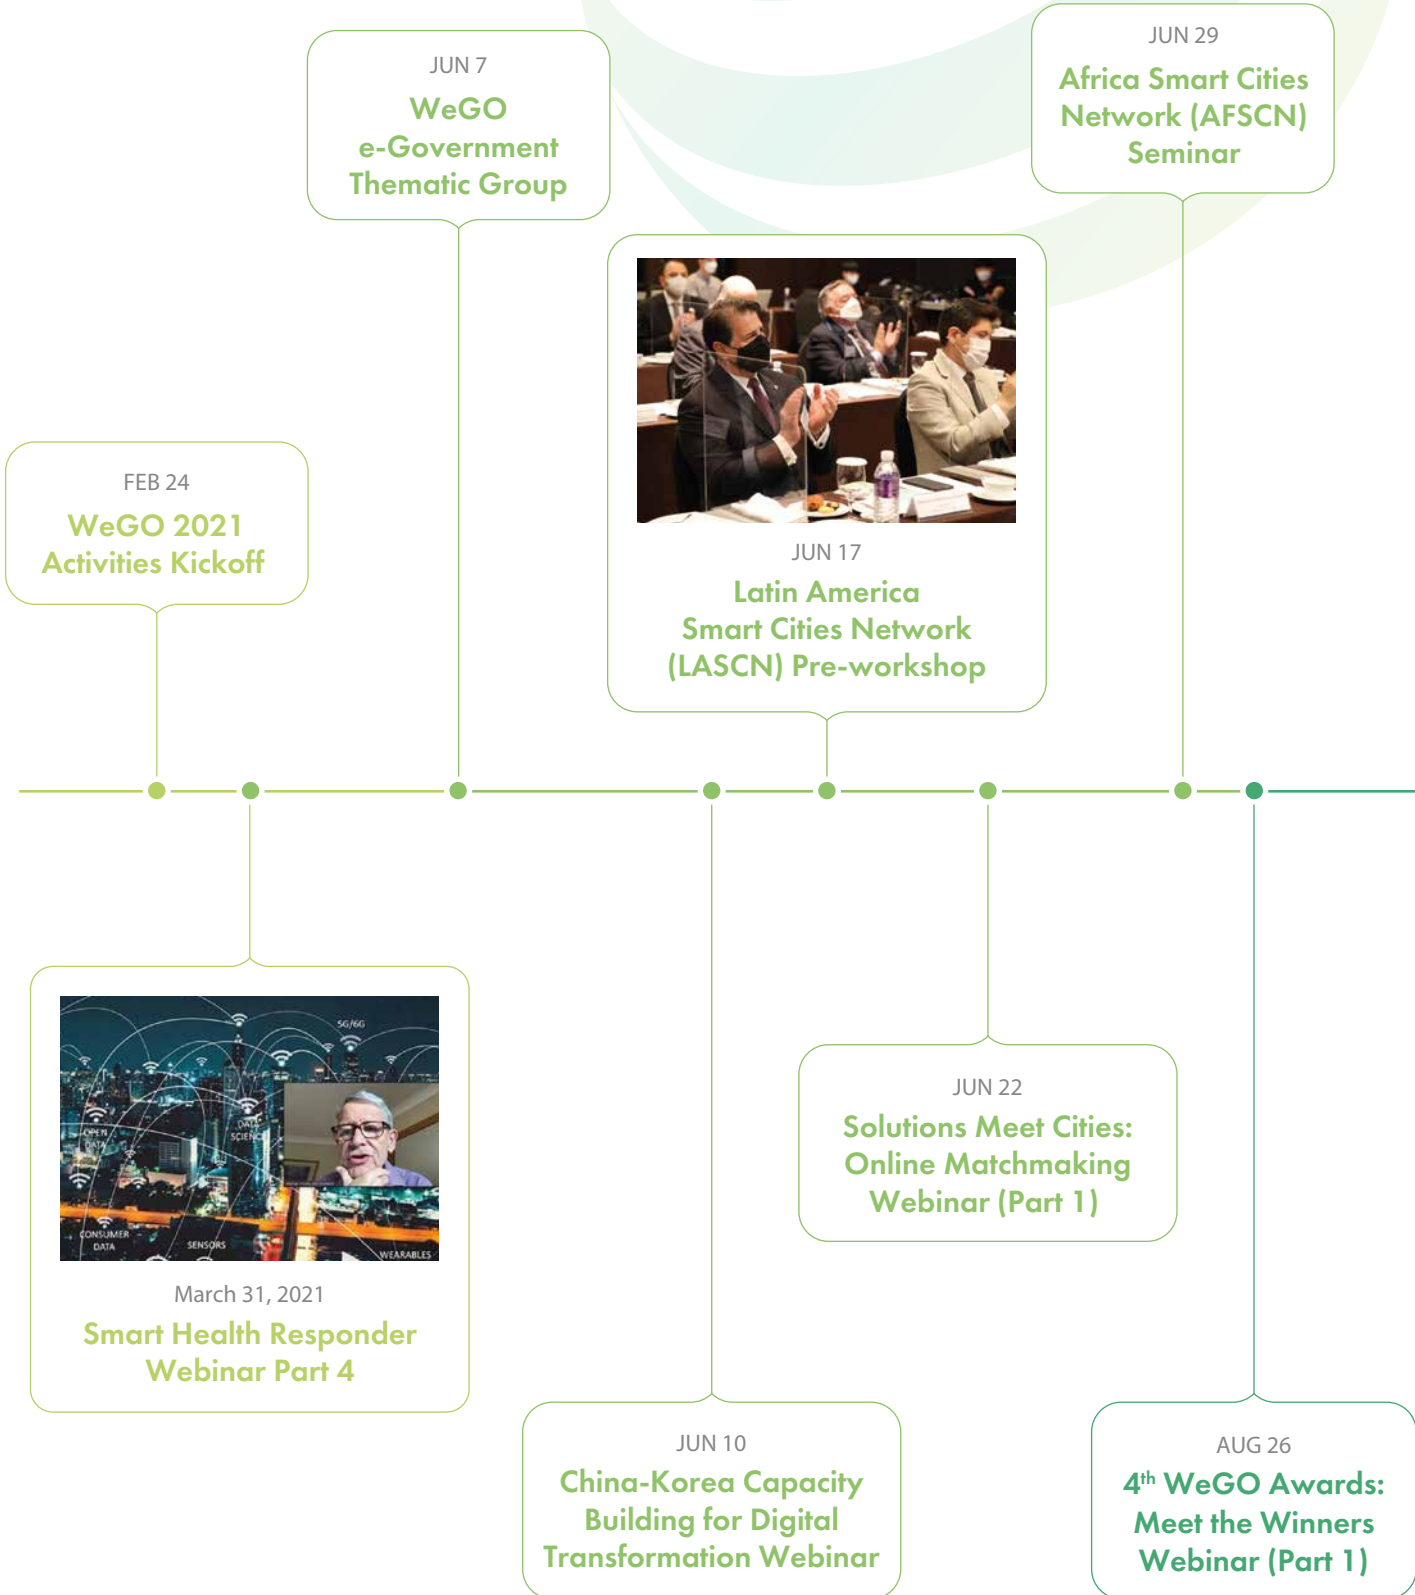 JUN 29
Africa Smart Cities
Network (AFSCN)
Seminar
JUN 7
WeGO
e-Government
Thematic Group
JUN 17
Latin America
Smart Cities Network
(LASCN) Pre-workshop
FEB 24
WeGO 2021
Activities Kickoff
5G/6G
OPEN
DATA
DATA
SCIENCE
CONSUMER
DATA
SENSORS
WEARABLES
March 31, 2021
Smart Health Responder
Webinar Part 4
JUN 22
Solutions Meet Cities:
Online Matchmaking
Webinar (Part 1)
JUN 10
China-Korea Capacity
Building for Digital
Transformation Webinar
AUG 26
4th WeGO Awards:
Meet the Winners
Webinar (Part 1)